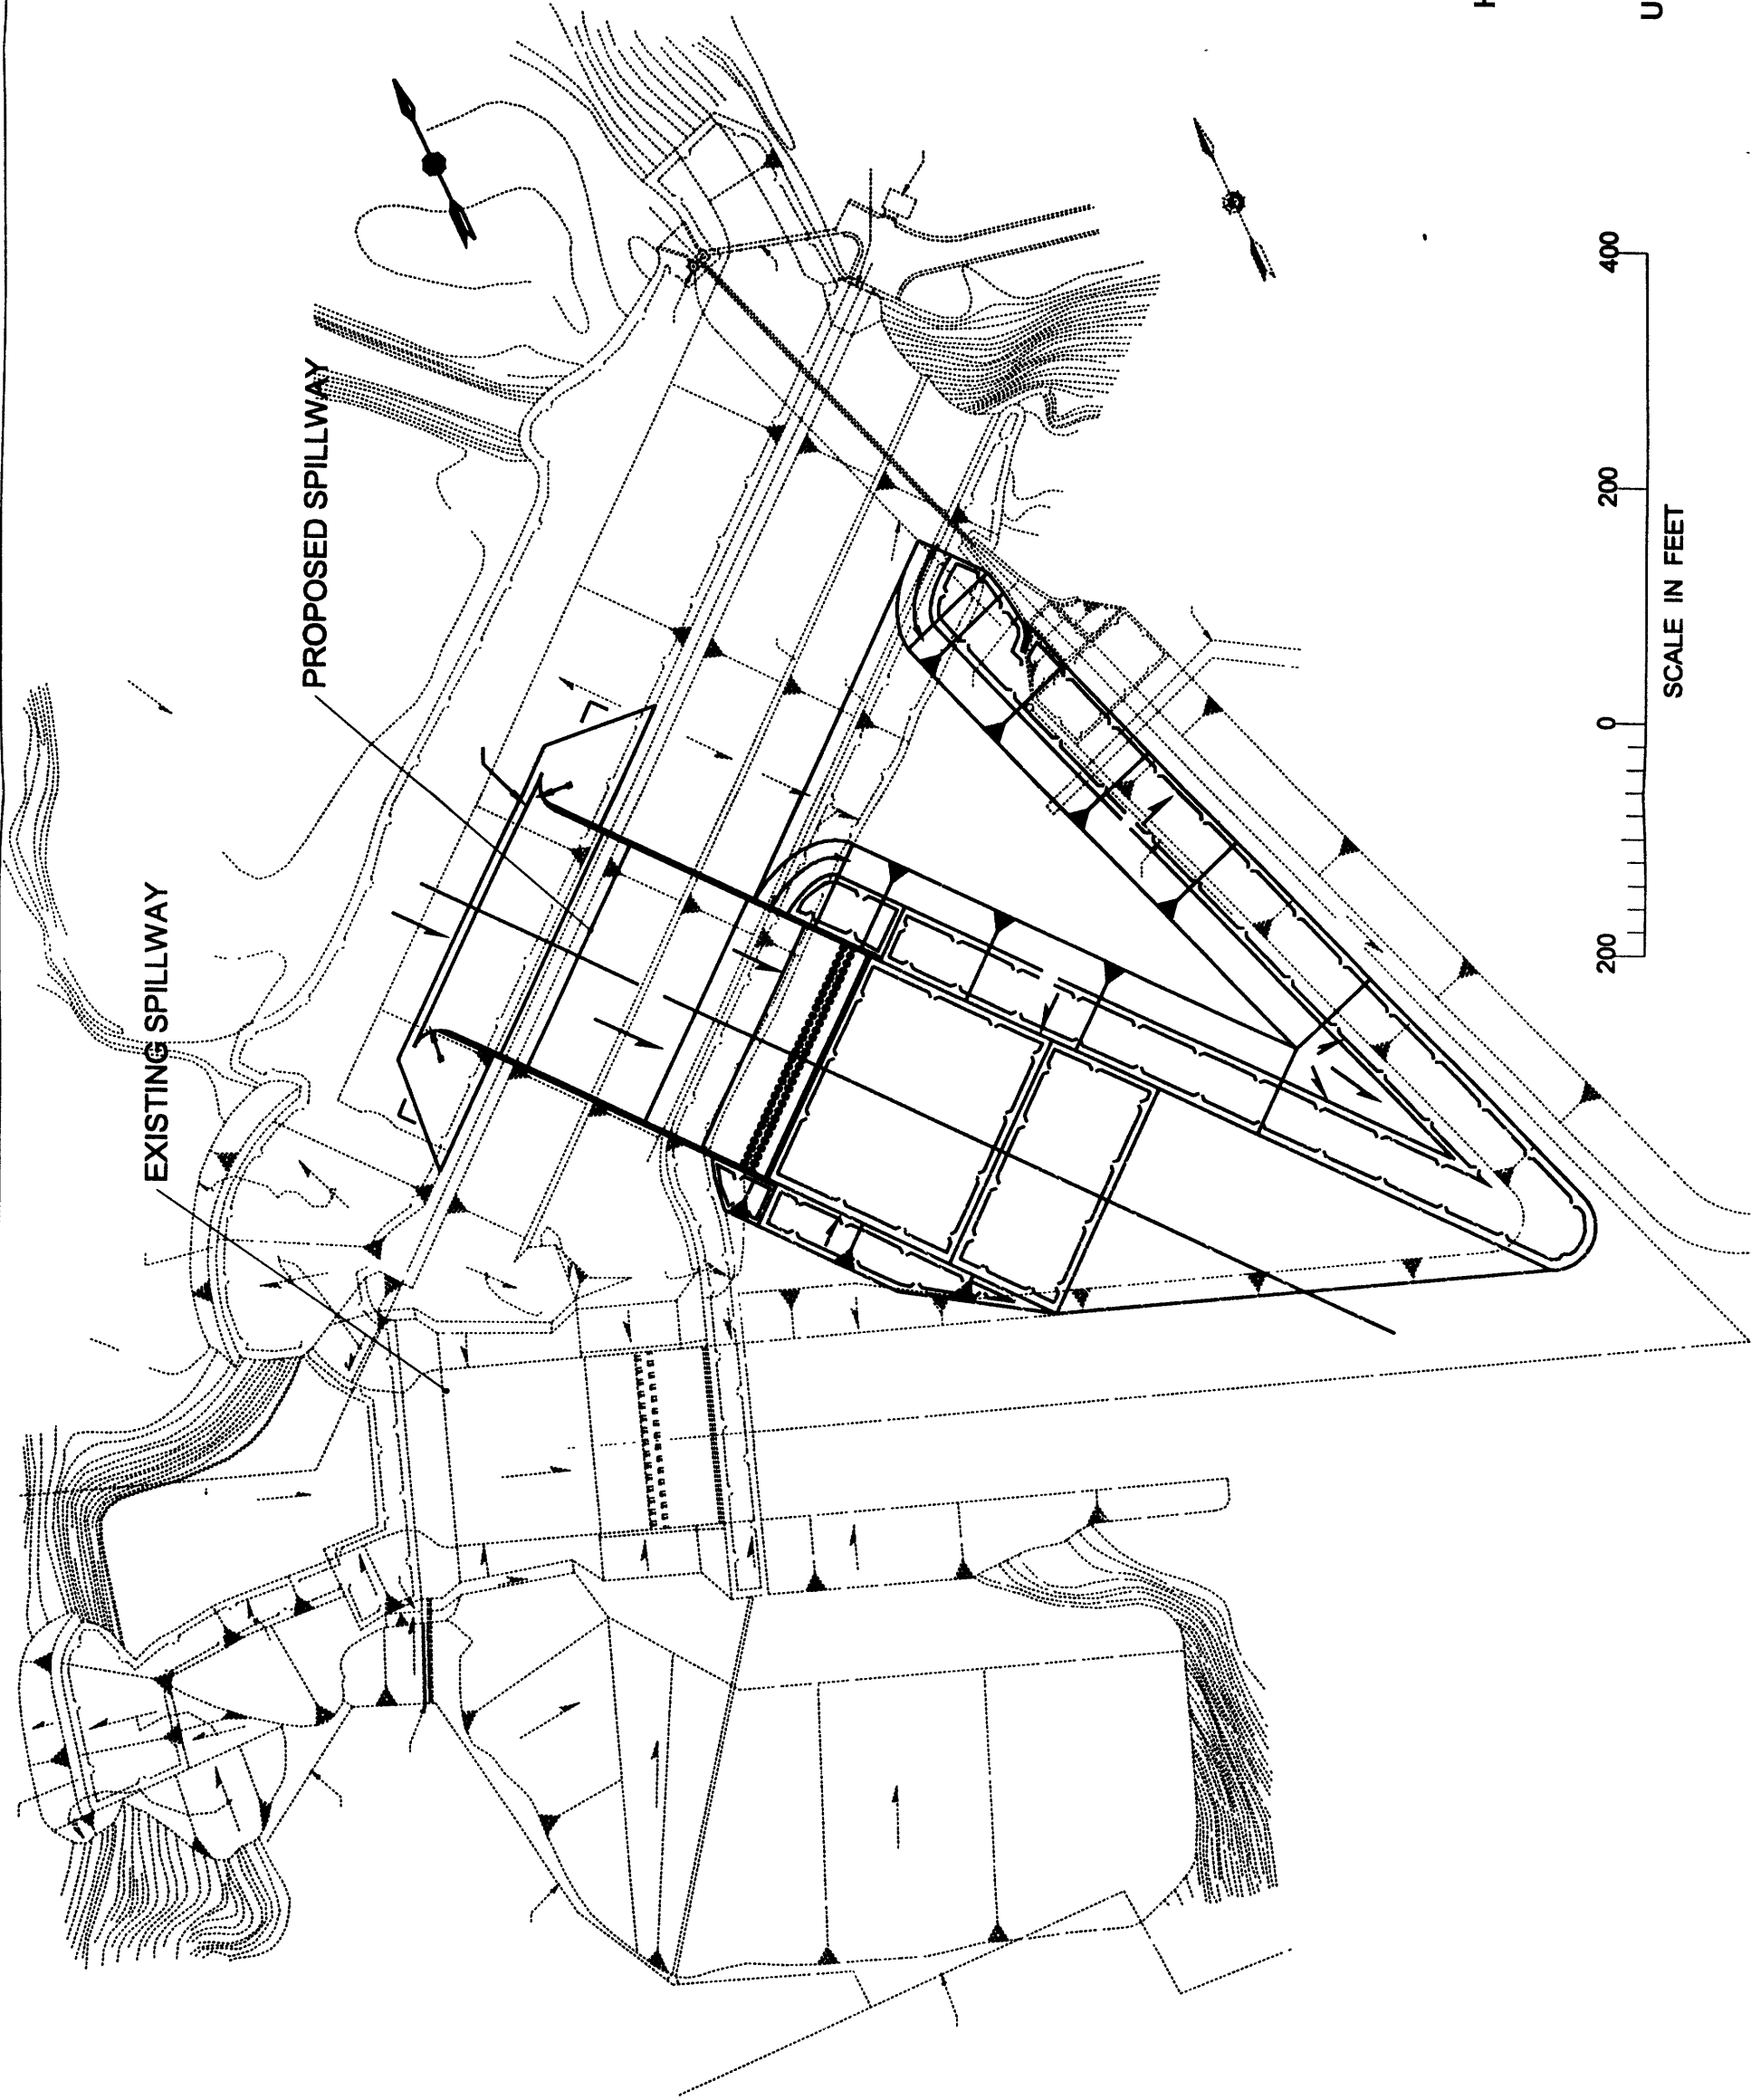 EXISTING SPILLWAY
PROPOSED SPILLWAY
200 0 200 400
SCALE IN FEET
U